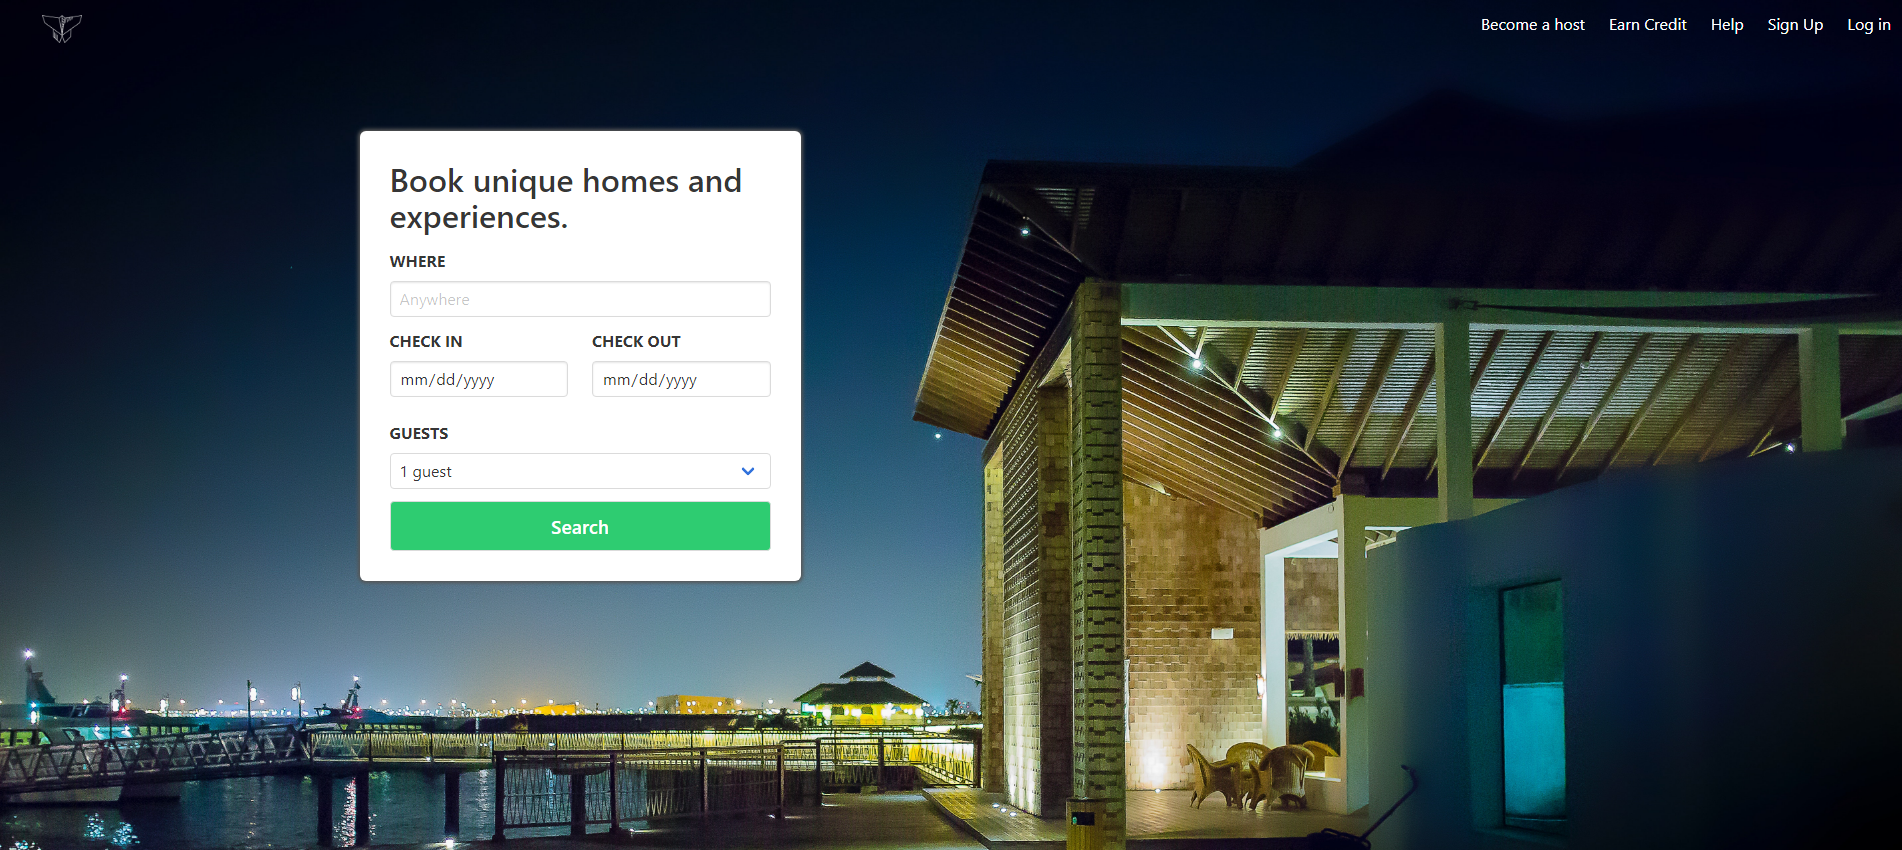 Become a host
Earn Credit
Help
Sign Up
Log in
Book unique homes and
experiences.
WHERE
Anywhere
CHECK IN
CHECK OUT
mm/dd/yyyy
mm/dd/yyyy
GUESTS
1 guest
Search